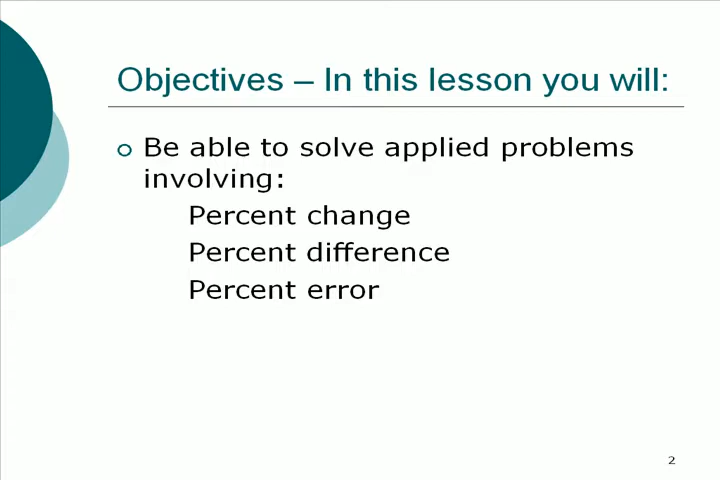 Objectives – In this lesson you will:
Be able to solve applied problems
involving:
Percent change
Percent difference
Percent error
2